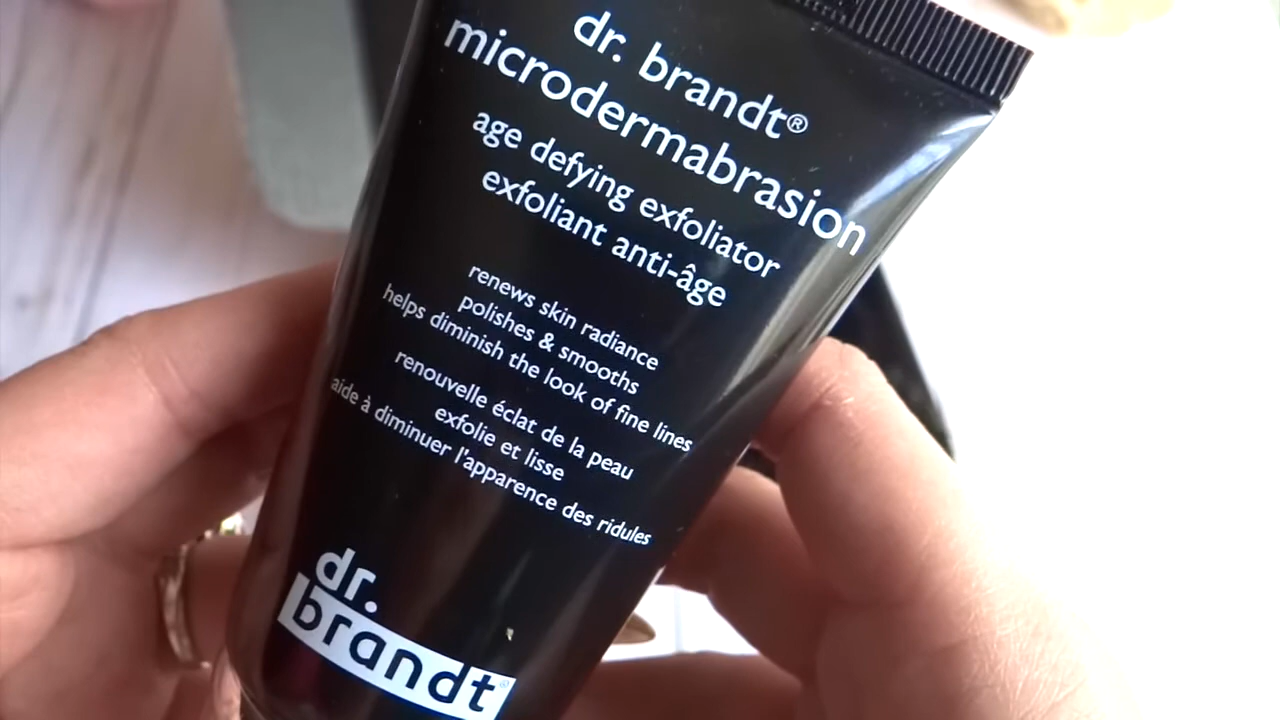 dr. brandt®
microdermabrasion
age defying exfoliator
exfoliant anti-âge
renews skin radiance
polishes & smooths
helps diminish the look of fine lines
renouvelle éclat de la peau
exfolie et lisse
aide à diminuer l'apparence des ridules
dr.
brandt®